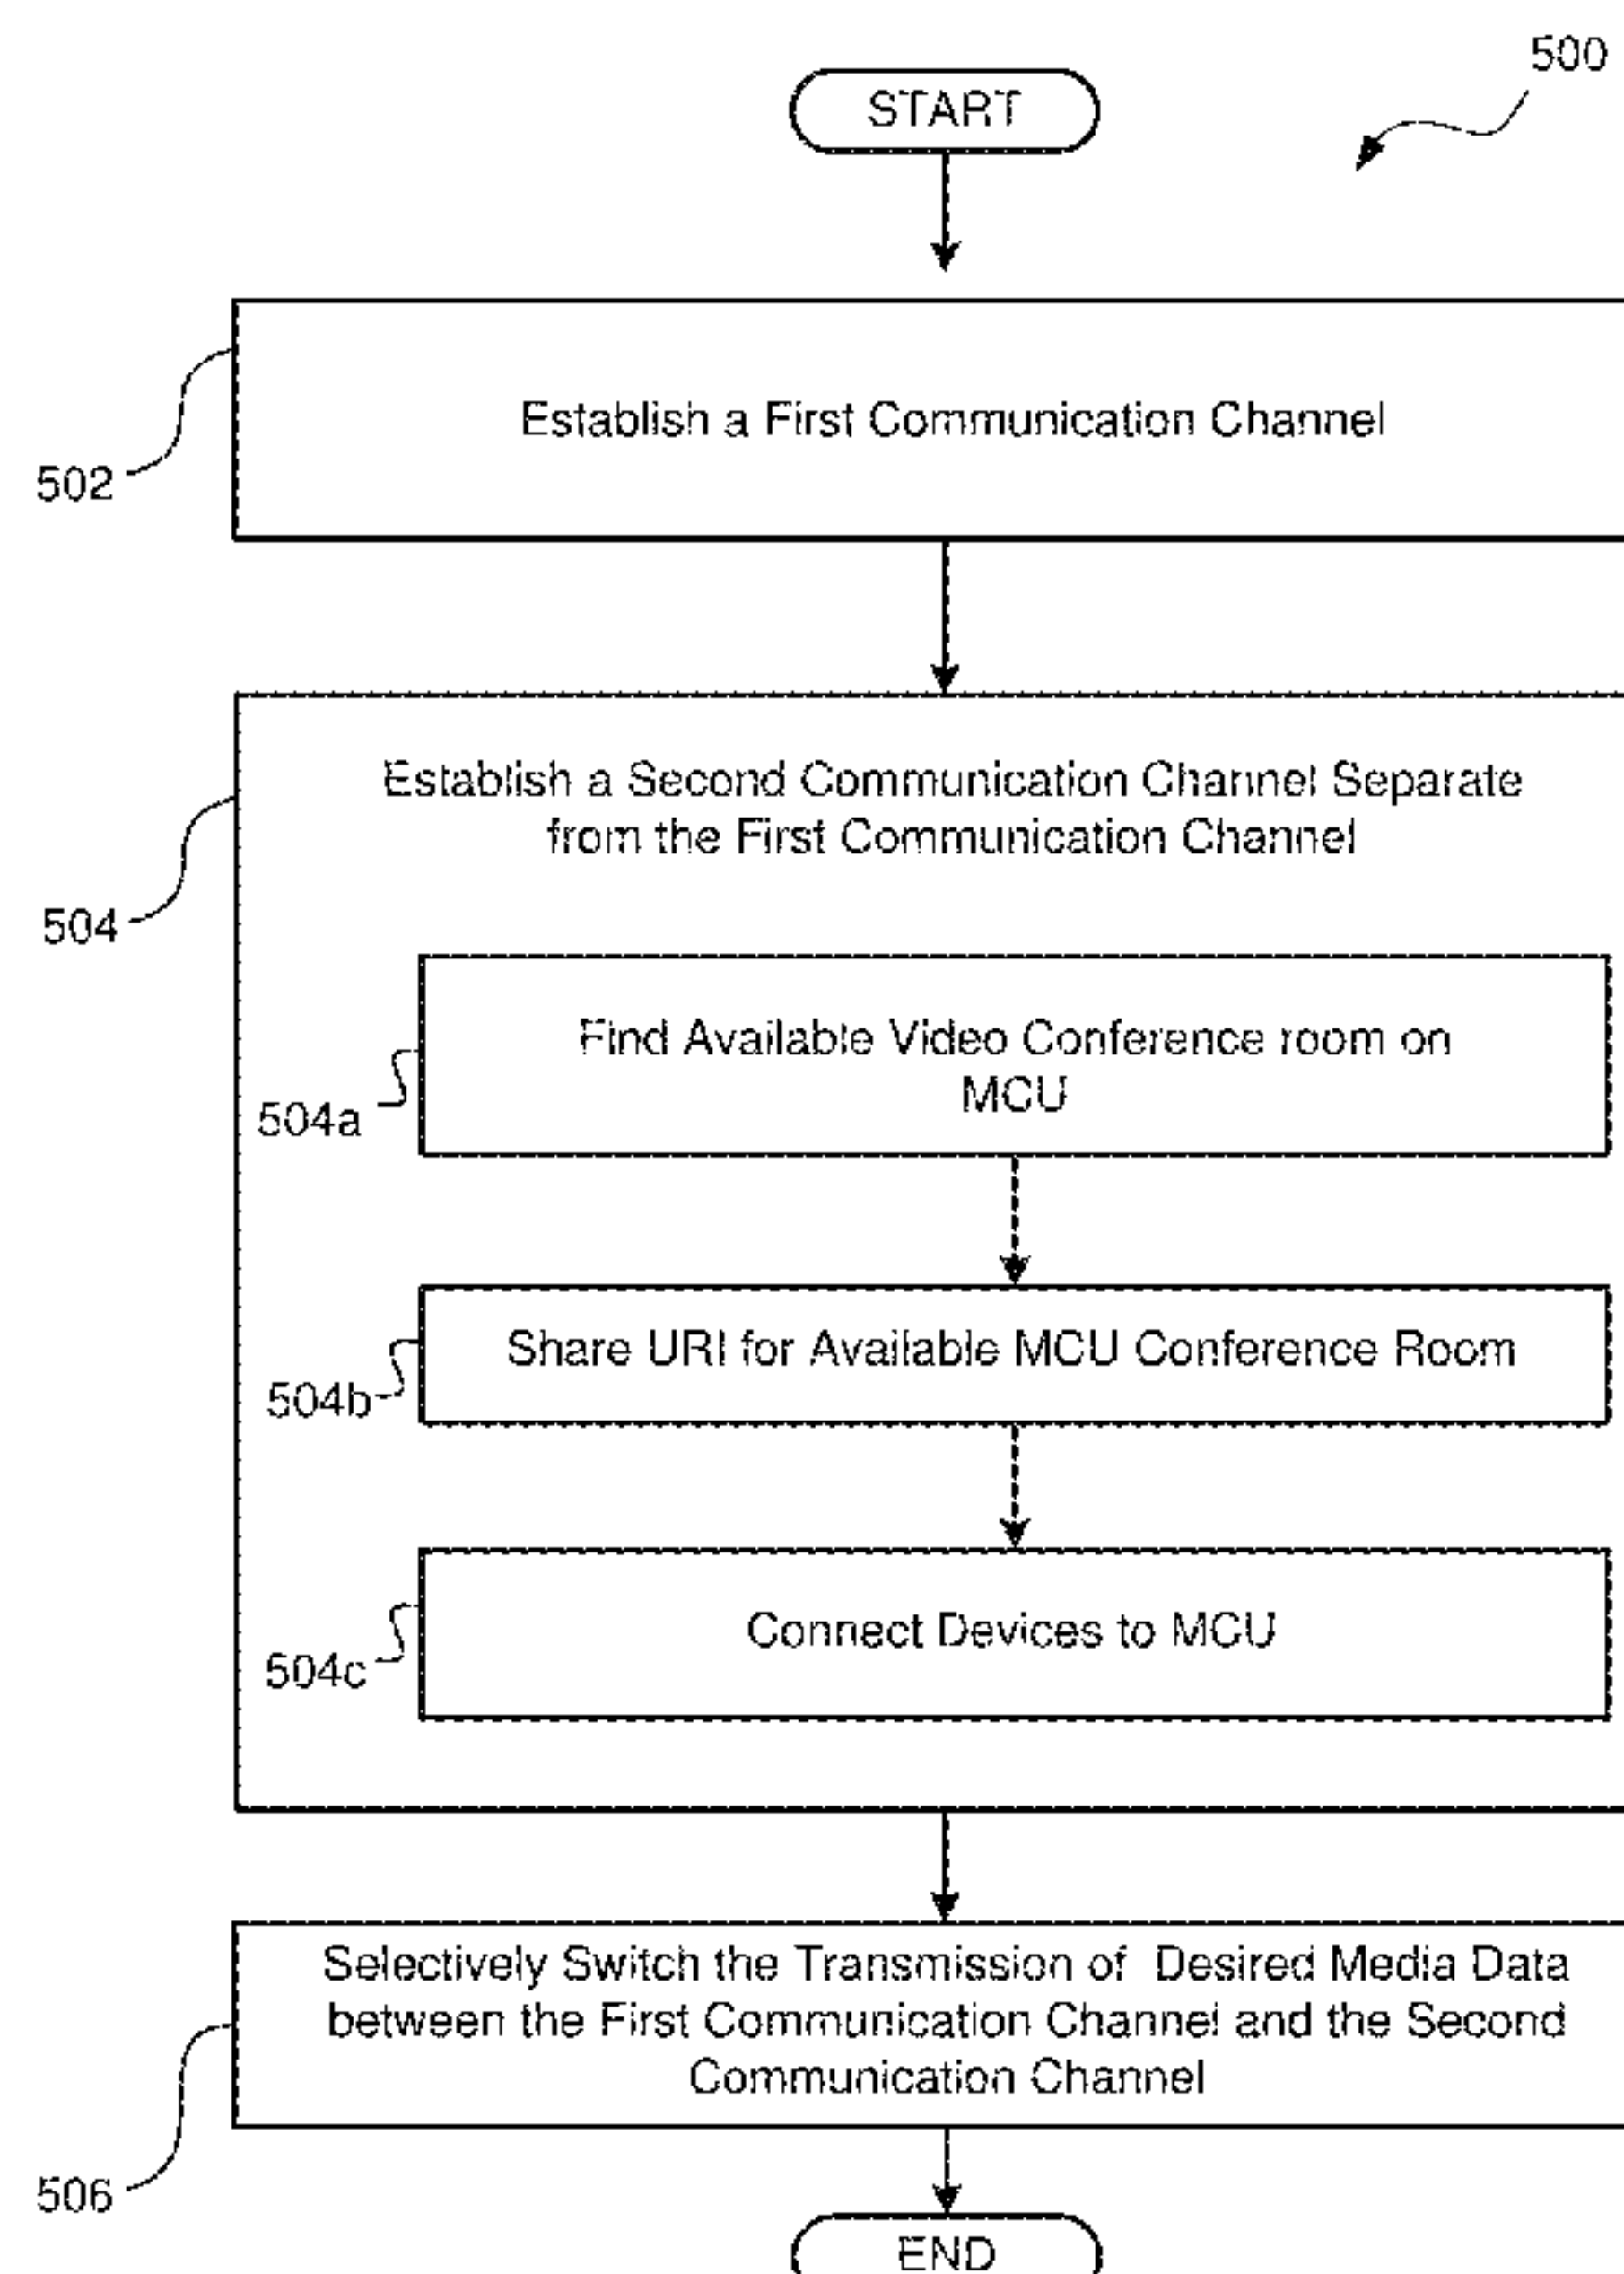 500
START
Establish a First Communication Channel
502
Establish a Second Communication Channel Separate
from the First Communication Channel
504
Find Available Video Conference room on
MCU
504a
Share URI for Available MCU Conference Room
504b
Connect Devices to MCU
504c
Selectively Switch the Transmission of Desired Media Data
between the First Communication Channel and the Second
Communication Channel
506
END